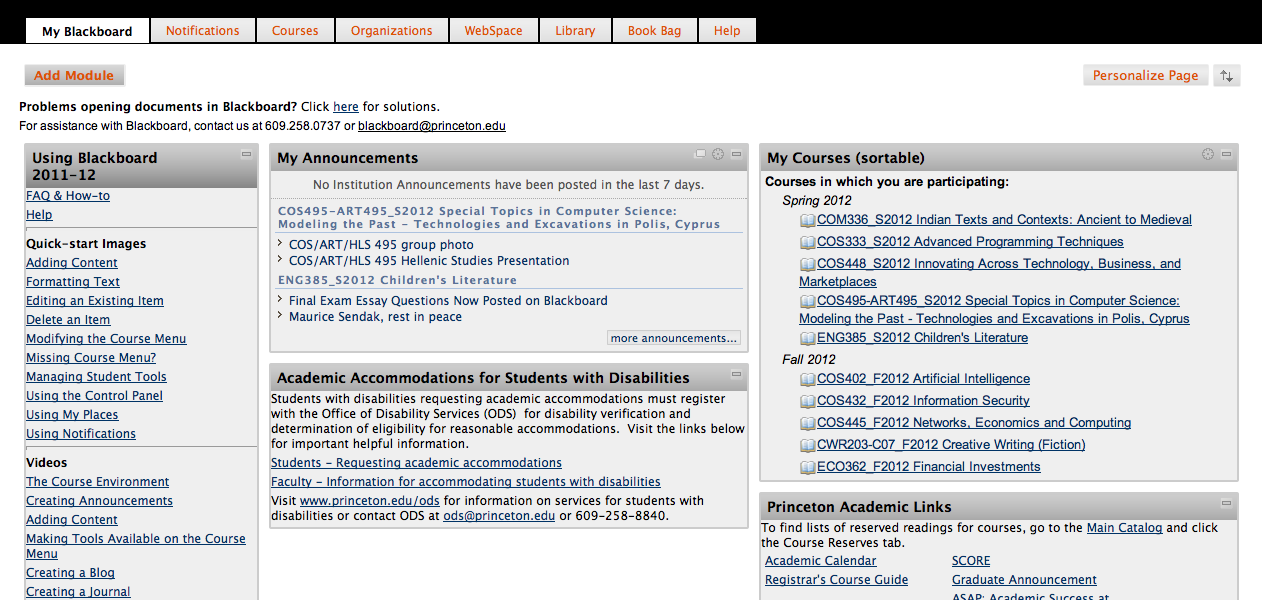 My Blackboard
Notifications
Courses
Organizations
WebSpace
Library
Book Bag
Help
Add Module
Personalize Page
Problems opening documents in Blackboard? Click here for solutions.
For assistance with Blackboard, contact us at 609.258.0737 or blackboard@princeton.edu
Using Blackboard
2011-12
FAQ & How-to
Help
Quick-start Images
Adding Content
Formatting Text
Editing an Existing Item
Delete an Item
Modifying the Course Menu
Missing Course Menu?
Managing Student Tools
Using the Control Panel
Using My Places
Using Notifications
Videos
The Course Environment
Creating Announcements
Adding Content
Making Tools Available on the Course
Menu
Creating a Blog
Creating a Journal
My Announcements
No Institution Announcements have been posted in the last 7 days.
COS495-ART495_S2012 Special Topics in Computer Science:
Modeling the Past - Technologies and Excavations in Polis, Cyprus
COS/ART/HLS 495 group photo
COS/ART/HLS 495 Hellenic Studies Presentation
ENG385_S2012 Children's Literature
Final Exam Essay Questions Now Posted on Blackboard
Maurice Sendak, rest in peace
more announcements...
Academic Accommodations for Students with Disabilities
Students with disabilities requesting academic accommodations must register
with the Office of Disability Services (ODS) for disability verification and
determination of eligibility for reasonable accommodations. Visit the links below
for important helpful information.
Students - Requesting academic accommodations
Faculty - Information for accommodating students with disabilities
Visit www.princeton.edu/ods for information on services for students with
disabilities or contact ODS at ods@princeton.edu or 609-258-8840.
My Courses (sortable)
Courses in which you are participating:
Spring 2012
COM336_S2012 Indian Texts and Contexts: Ancient to Medieval
COS333_S2012 Advanced Programming Techniques
COS448_S2012 Innovating Across Technology, Business, and
Marketplaces
COS495-ART495_S2012 Special Topics in Computer Science:
Modeling the Past - Technologies and Excavations in Polis, Cyprus
ENG385_S2012 Children's Literature
Fall 2012
COS402_F2012 Artificial Intelligence
COS432_F2012 Information Security
COS445_F2012 Networks, Economics and Computing
CWR203-C07_F2012 Creative Writing (Fiction)
ECO362_F2012 Financial Investments
Princeton Academic Links
To find lists of reserved readings for courses, go to the Main Catalog and click
the Course Reserves tab.
Academic Calendar
SCORE
Registrar's Course Guide
Graduate Announcement
ASAP: Academic Success at